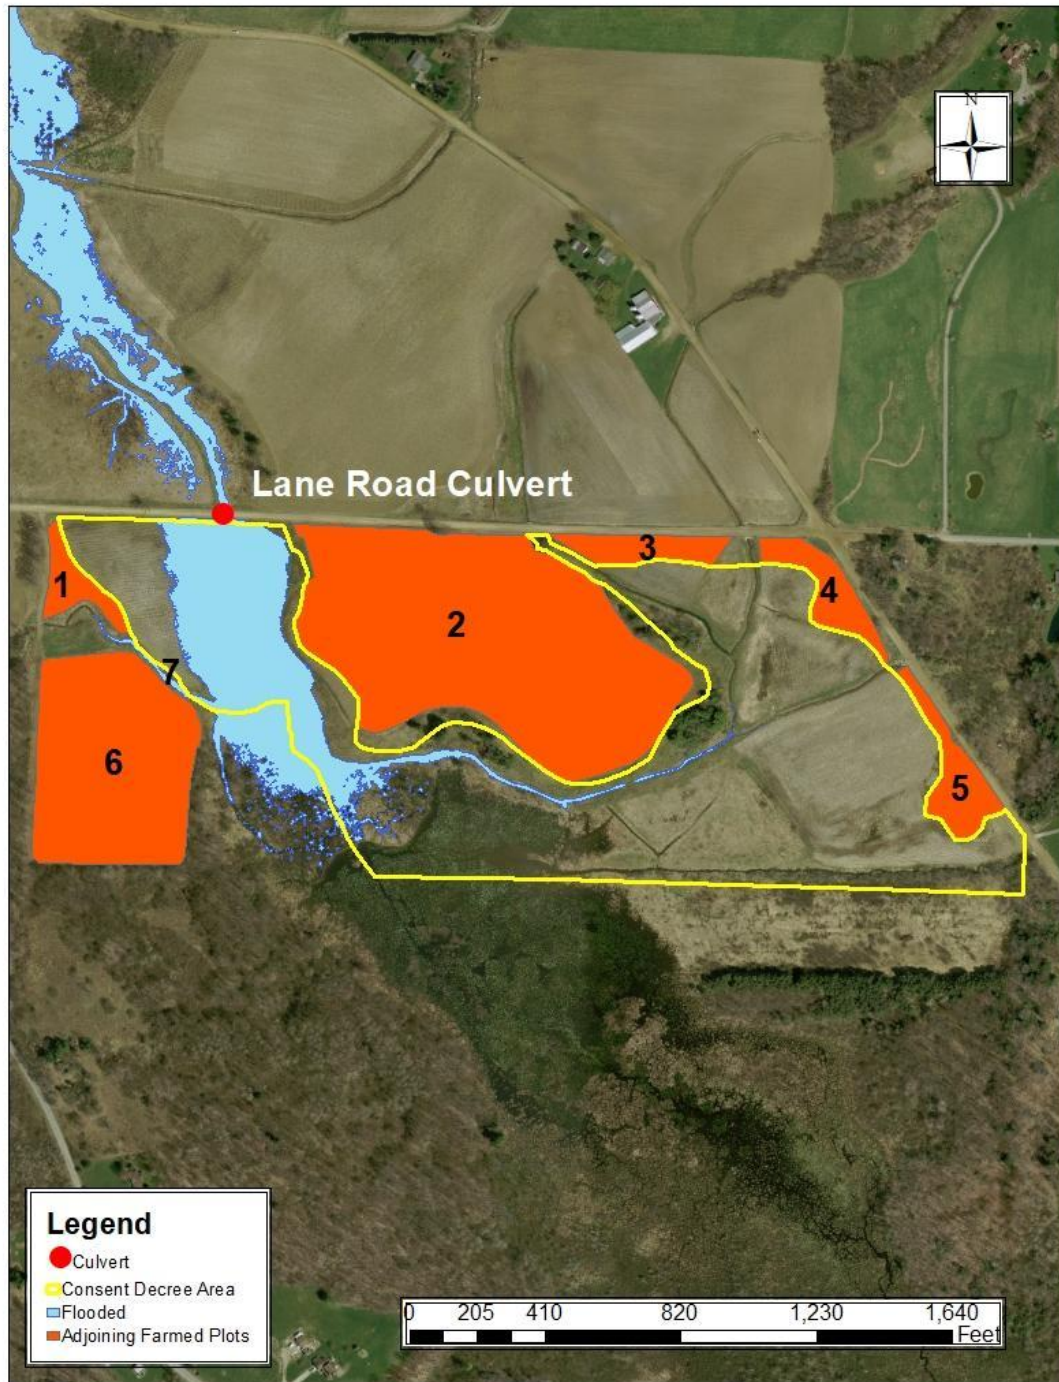 N
Lane Road Culvert
1
2
3
4
5
6
7
Legend
Culvert
Consent Decree Area
Flooded
Adjoining Farmed Plots
0 205 410 820 1,230 1,640
Feet